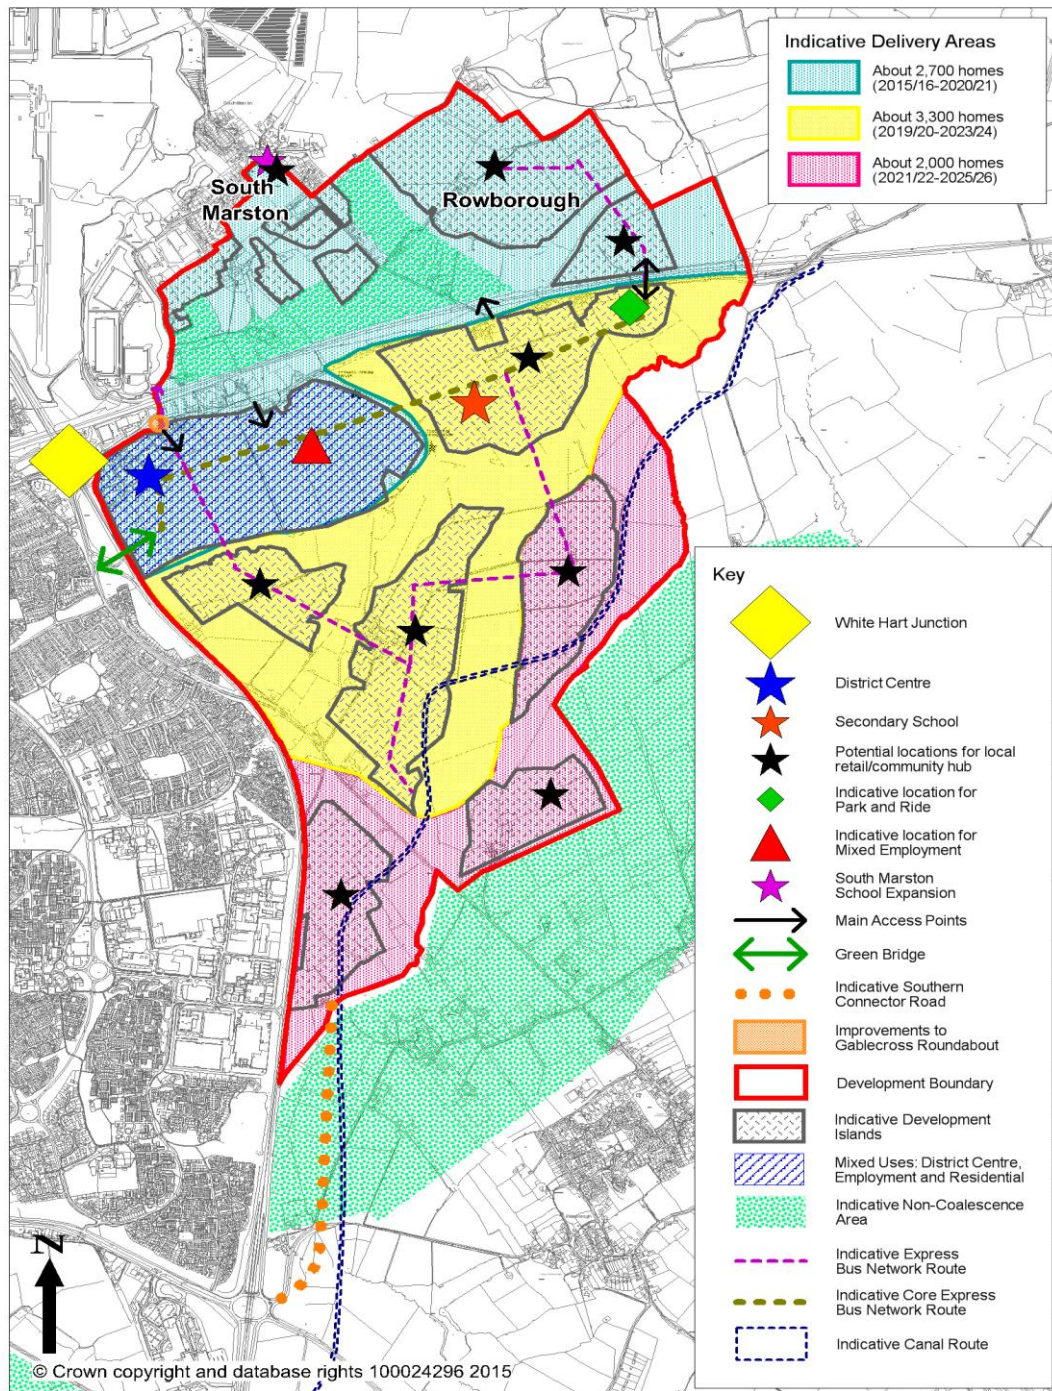 Indicative Delivery Areas
About 2,700 homes
(2015/16-2020/21)
About 3,300 homes
(2019/20-2023/24)
About 2,000 homes
(2021/22-2025/26)
South
Marston
Rowborough
Key
White Hart Junction
District Centre
Secondary School
Potential locations for local
retail/community hub
Indicative location for
Park and Ride
Indicative location for
Mixed Employment
South Marston
School Expansion
Main Access Points
Green Bridge
Indicative Southern
Connector Road
Improvements to
Gablecross Roundabout
Development Boundary
Indicative Development
Islands
Mixed Uses: District Centre,
Employment and Residential
Indicative Non-Coalescence
Area
Indicative Express
Bus Network Route
Indicative Core Express
Bus Network Route
Indicative Canal Route
N
© Crown copyright and database rights 100024296 2015